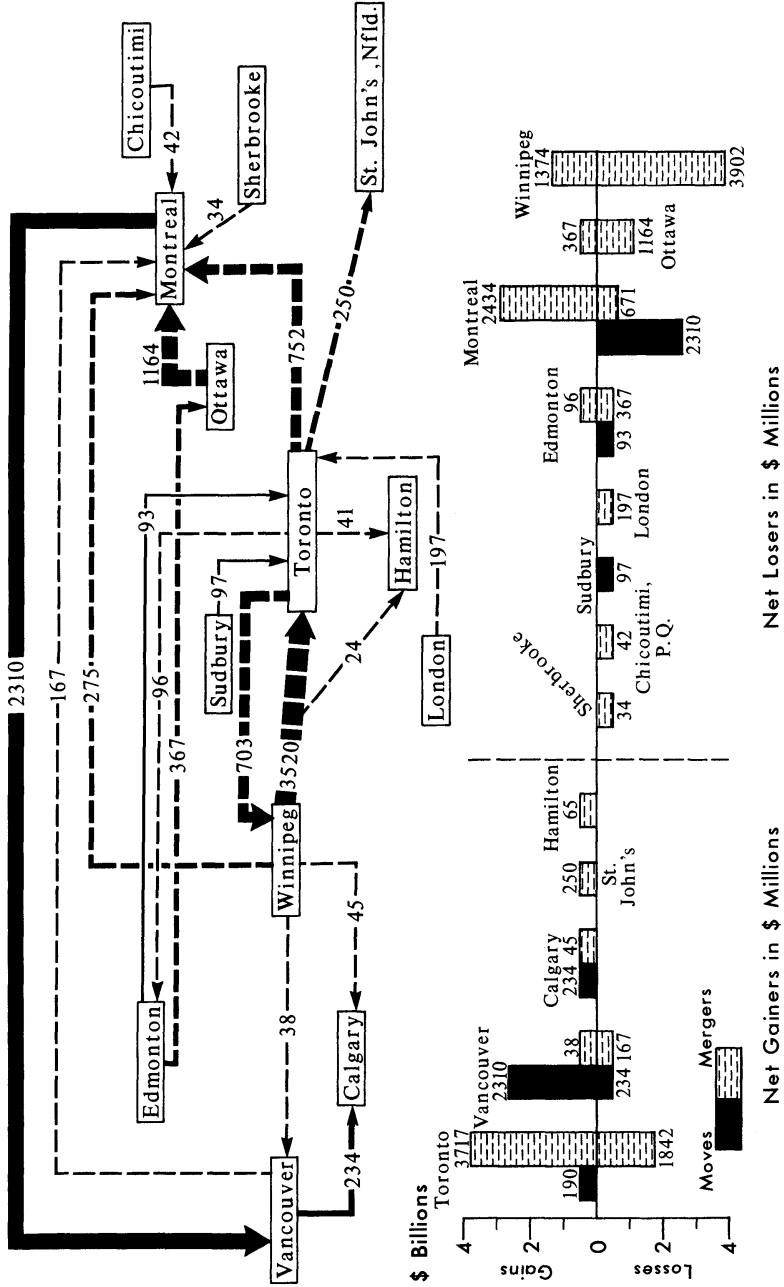 2310
167
275
96
93
367
Chicoutimi
42
Montreal
34
Sherbrooke
Edmonton
1164
Ottawa
Sudbury
97
703
752
Vancouver
38
Winnipeg
3520
Toronto
250
St. John's, Nfld.
234
Calgary
45
24
41
Hamilton
London
197
$ Billions
4
2
0
2
4
Gains
Losses
Toronto
3717
190
1842
Vancouver
2310
38
234
167
Calgary
234
45
250
St.
John's
Hamilton
65
Sherbrooke
34
42
Chicoutimi,
P.Q.
Sudbury
97
197
London
Edmonton
96
93
367
Montreal
2434
671
2310
367
1164
Ottawa
Winnipeg
1374
3902
Moves
Mergers
Net Gainers in $ Millions
Net Losers in $ Millions